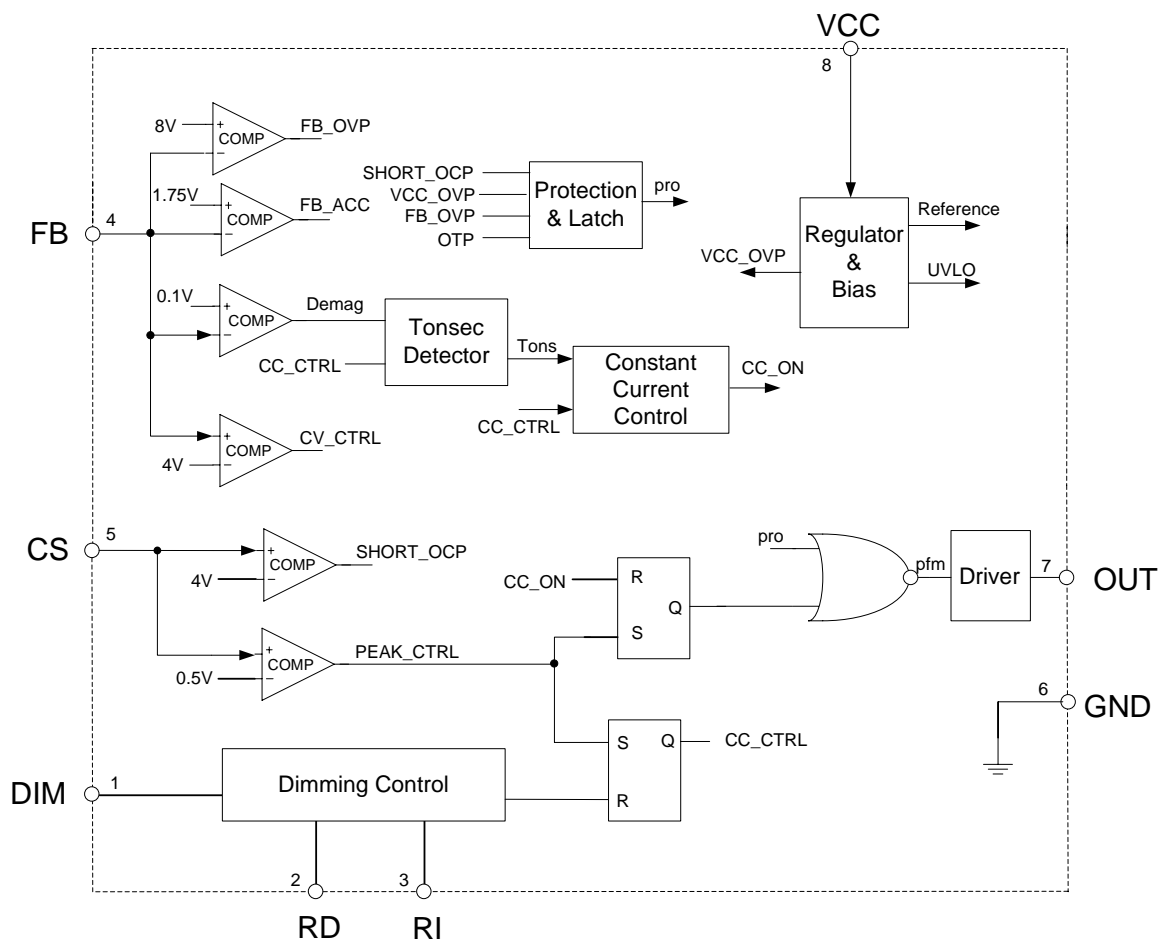 VCC
8
8V
+
−
COMP
FB_OVP
1.75V
+
−
COMP
FB_ACC
SHORT_OCP
VCC_OVP
FB_OVP
OTP
Protection
& Latch
pro
FB
4
Regulator
&
Bias
Reference
VCC_OVP
UVLO
0.1V
+
−
COMP
Demag
CC_CTRL
Tonsec
Detector
Tons
CC_CTRL
Constant
Current
Control
CC_ON
+
−
COMP
4V
CV_CTRL
CS
5
+
−
COMP
4V
SHORT_OCP
CC_ON
R
S
Q
pro
pfm
Driver
7
OUT
+
−
COMP
0.5V
PEAK_CTRL
6
GND
S
R
Q
CC_CTRL
DIM
1
Dimming Control
2
3
RD
RI